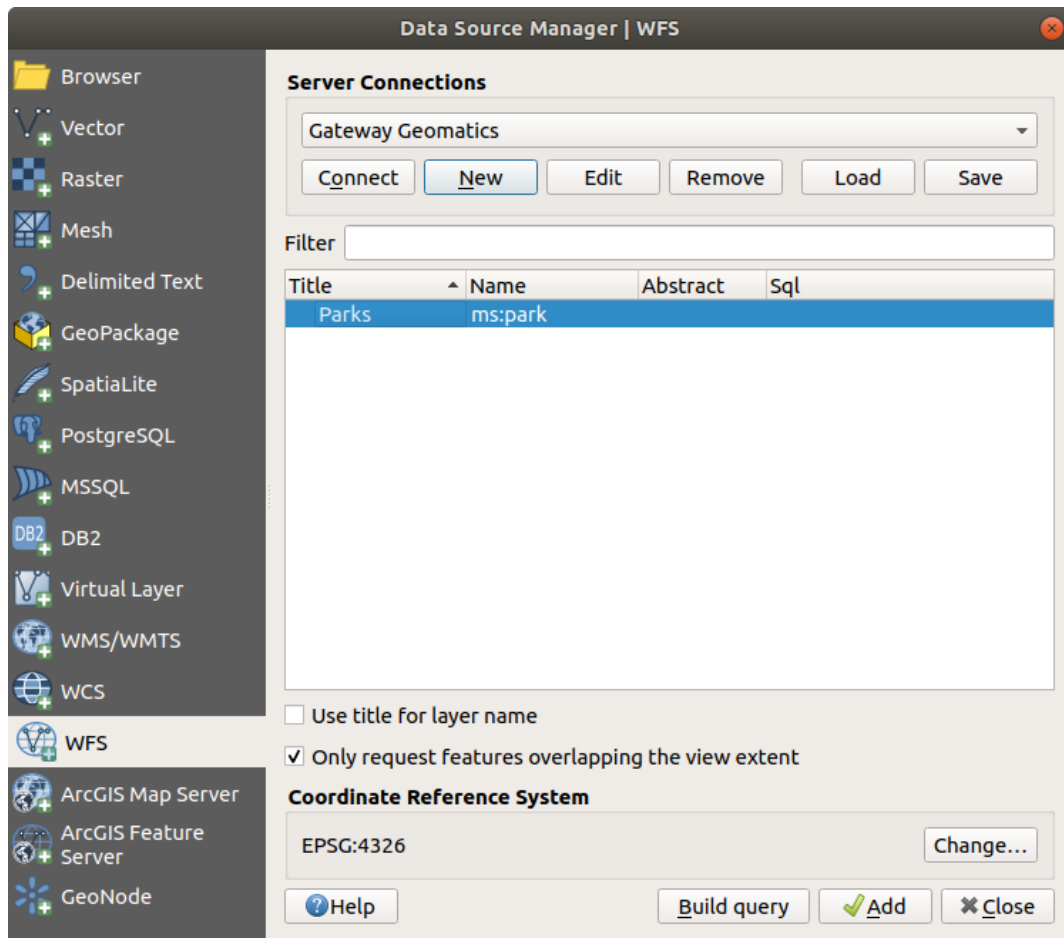 Data Source Manager | WFS
Browser
Vector
Raster
Mesh
Delimited Text
GeoPackage
SpatiaLite
PostgreSQL
MSSQL
DB2
DB2
Virtual Layer
WMS/WMTS
WCS
WFS
ArcGIS Map Server
ArcGIS Feature
Server
GeoNode
Server Connections
Gateway Geomatics
Connect New Edit Remove Load Save
Filter
Title Name Abstract Sql
Parks ms:park
Use title for layer name
Only request features overlapping the view extent
Coordinate Reference System
EPSG:4326 Change...
?Help Build query Add Close